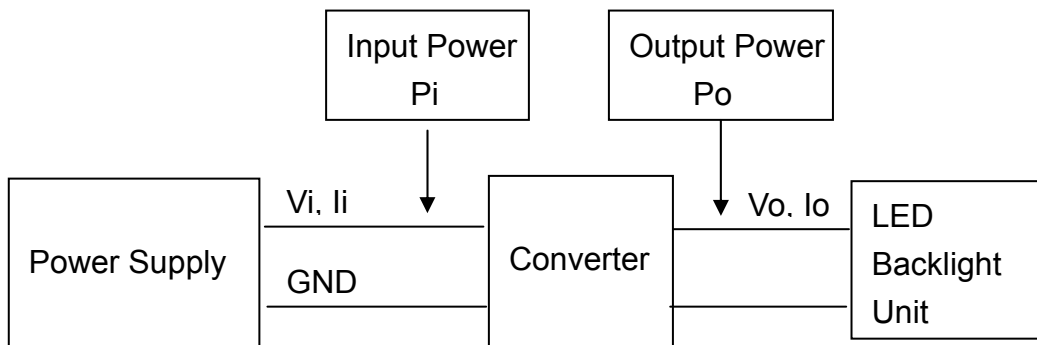 Input Power
Pi
Output Power
Po
Vi, Ii
Vo, Io
Power Supply
GND
Converter
LED
Backlight
Unit